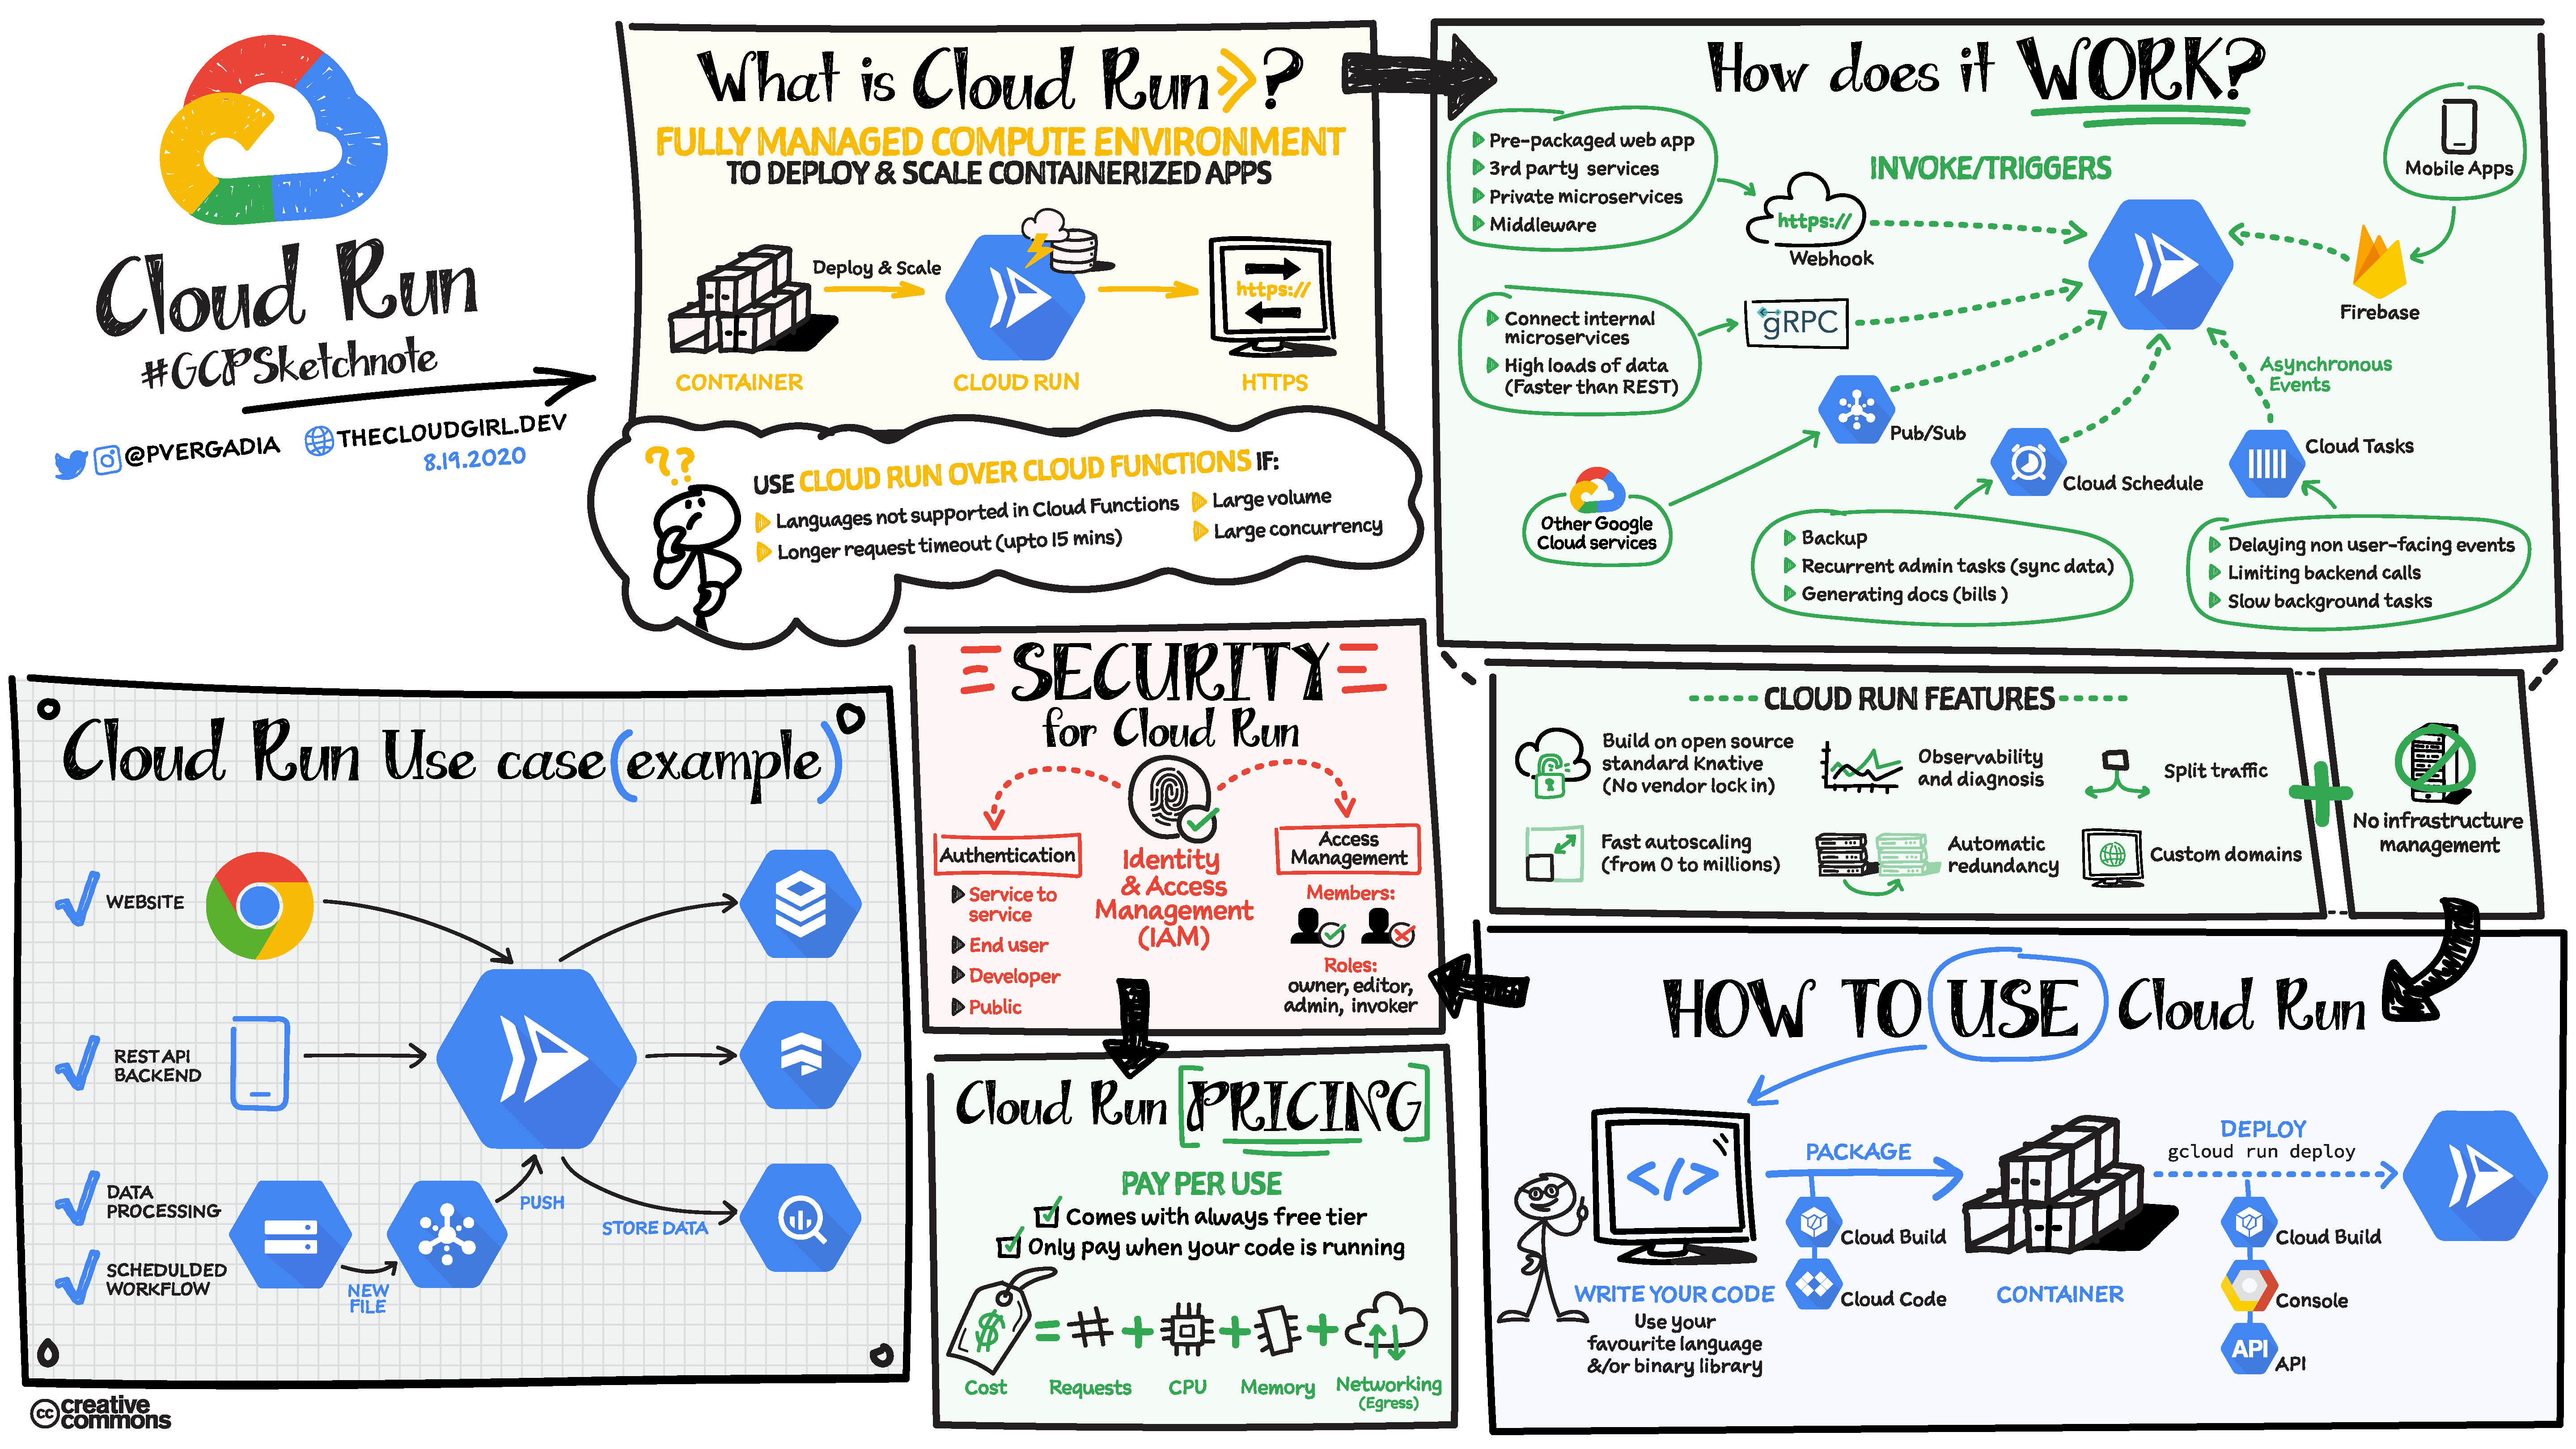 Cloud Run
#GCPSketchnote
@PVERGADIA
THECLOUDGIRL.DEV
8.19.2020
What is Cloud Run ?
FULLY MANAGED COMPUTE ENVIRONMENT
TO DEPLOY & SCALE CONTAINERIZED APPS
Deploy & Scale
https://
CONTAINER
CLOUD RUN
HTTPS
??
USE CLOUD RUN OVER CLOUD FUNCTIONS IF:
Languages not supported in Cloud Functions
Longer request timeout (upto 15 mins)
Large volume
Large concurrency
How does it WORK?
INVOKE/TRIGGERS
Pre-packaged web app
3rd party services
Private microservices
Middleware
https://
Webhook
Mobile Apps
Firebase
Connect internal
microservices
High loads of data
(Faster than REST)
gRPC
Asynchronous
Events
Pub/Sub
Cloud Schedule
Cloud Tasks
Other Google
Cloud services
Backup
Recurrent admin tasks (sync data)
Generating docs (bills )
Delaying non user-facing events
Limiting backend calls
Slow background tasks
CLOUD RUN FEATURES
Build on open source
standard Knative
(No vendor lock in)
Observability
and diagnosis
Split traffic
Fast autoscaling
(from 0 to millions)
Automatic
redundancy
Custom domains
+
No infrastructure
management
HOW TO USE Cloud Run
</>
WRITE YOUR CODE
Use your
favourite language
&/or binary library
PACKAGE
Cloud Build
Cloud Code
CONTAINER
DEPLOY
gcloud run deploy
Cloud Build
Console
API
API
SECURITY
for Cloud Run
Authentication
Service to
service
End user
Developer
Public
Identity
& Access
Management
(IAM)
Access
Management
Members:
Roles:
owner, editor,
admin, invoker
Cloud Run [PRICING]
PAY PER USE
Comes with always free tier
Only pay when your code is running
$ = # + + +
Cost
Requests
CPU
Memory
Networking
(Egress)
Cloud Run Use case (example)
WEBSITE
REST API
BACKEND
DATA
PROCESSING
SCHEDULDED
WORKFLOW
NEW
FILE
PUSH
STORE DATA
cc creative
commons